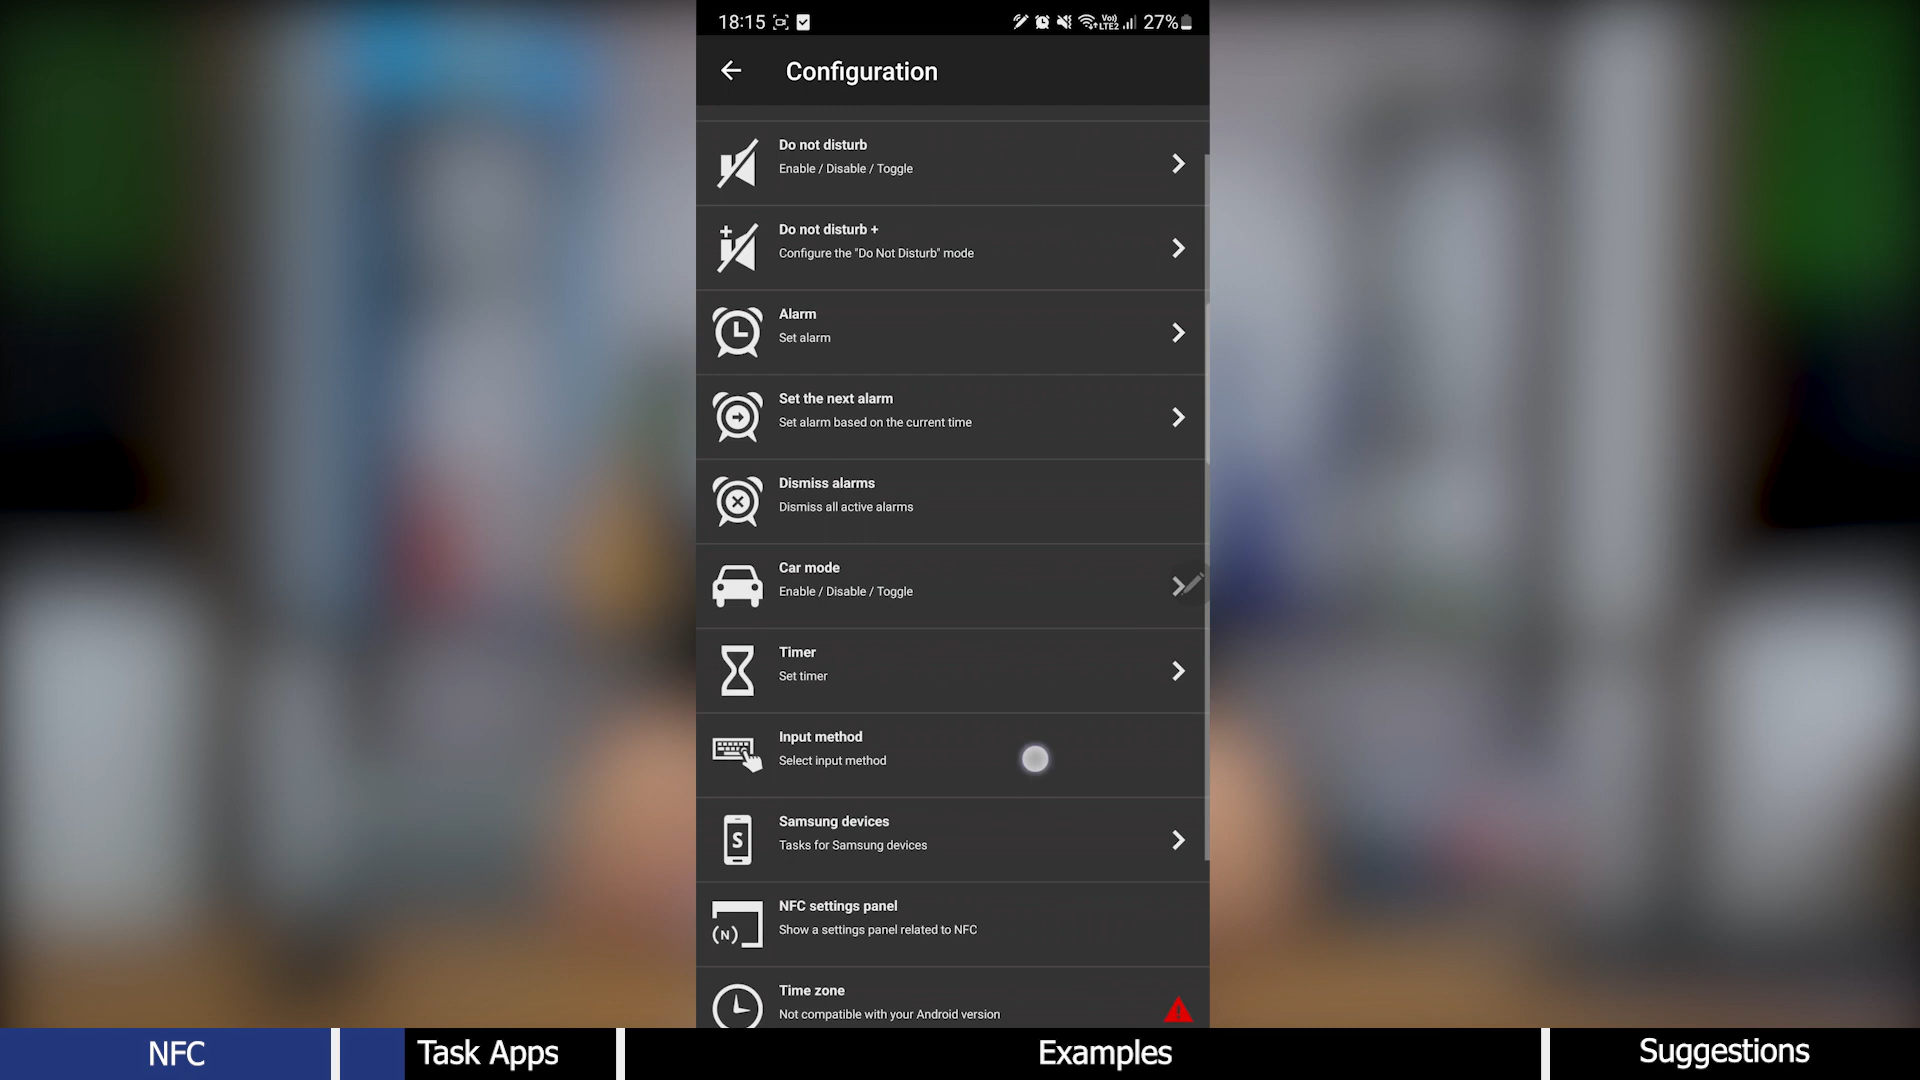 18:15
Vo)) LTE2
27%
Configuration
Do not disturb
Enable / Disable / Toggle
Do not disturb +
Configure the "Do Not Disturb" mode
Alarm
Set alarm
Set the next alarm
Set alarm based on the current time
Dismiss alarms
Dismiss all active alarms
Car mode
Enable / Disable / Toggle
Timer
Set timer
Input method
Select input method
S
Samsung devices
Tasks for Samsung devices
(N)
NFC settings panel
Show a settings panel related to NFC
Time zone
Not compatible with your Android version
NFC
Task Apps
Examples
Suggestions